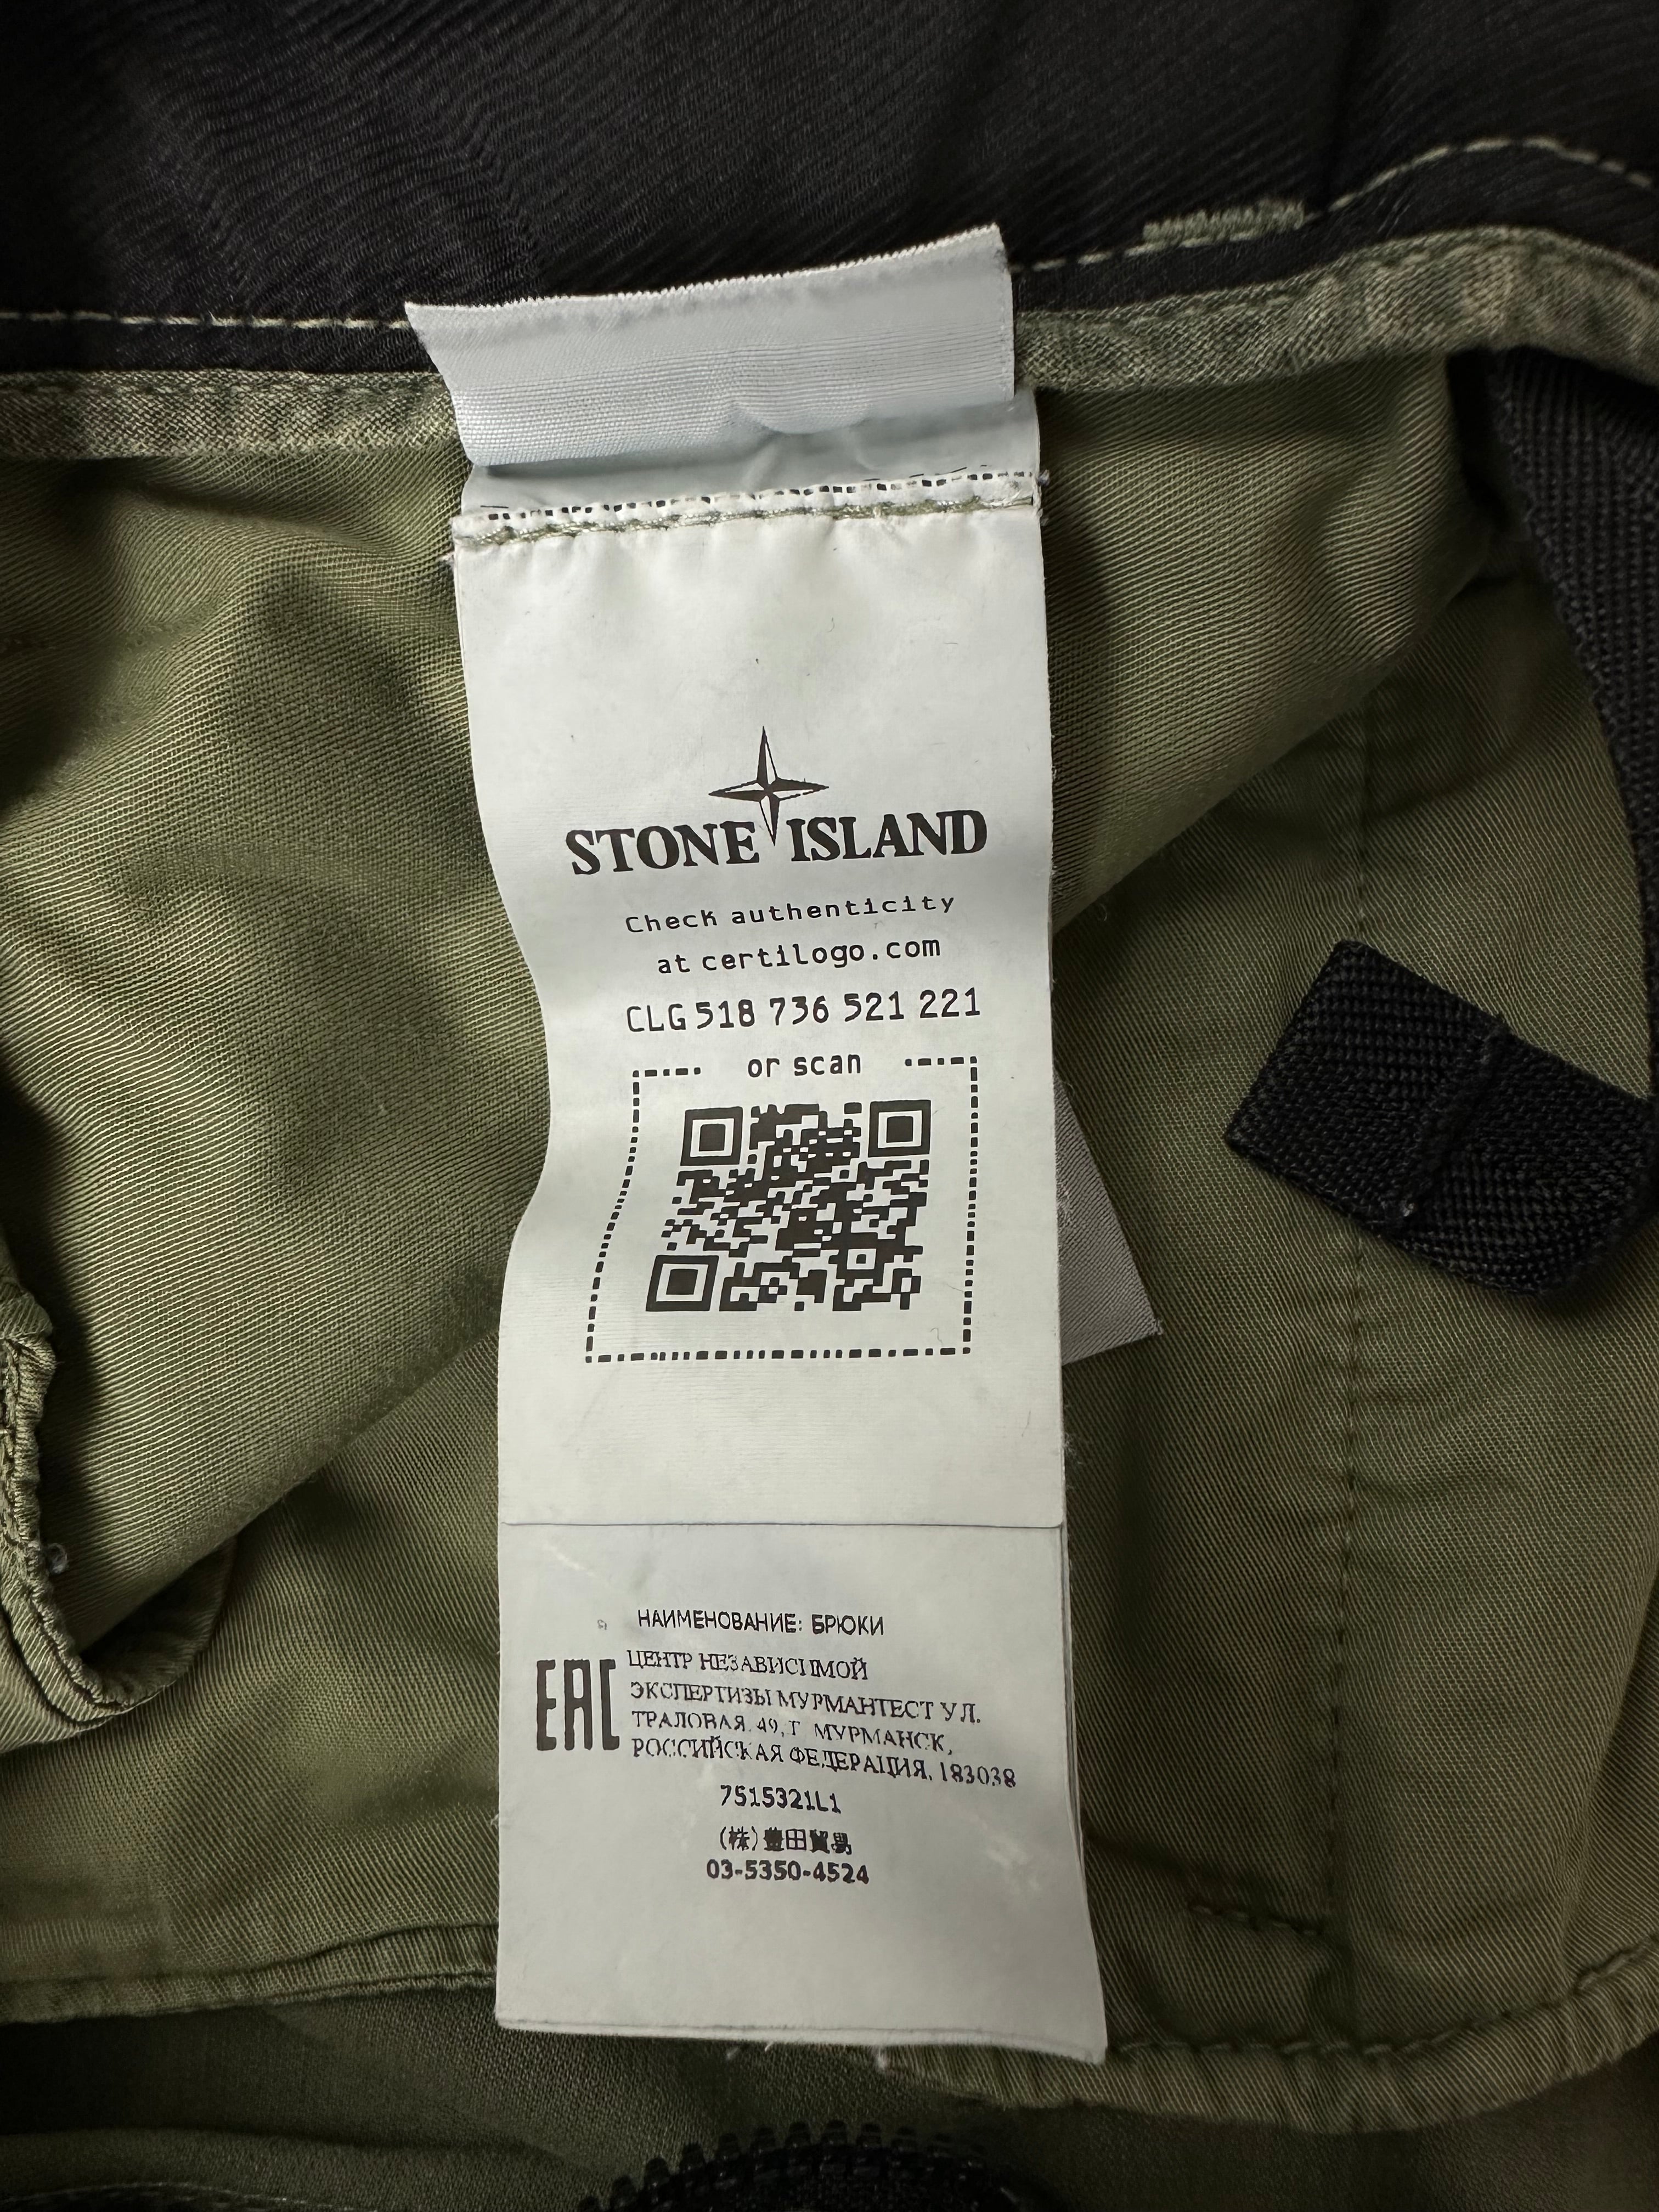 STONE ISLAND
Check authenticity
at certilogo.com
CLG 518 736 521 221
or scan
НАИМЕНОВАНИЕ: БРЮКИ
EAC
ЦЕНТР НЕЗАВИСІМОЙ
ЭКСПЕРТИЗЫ МУРМАНТЕСТ УЛ.
ТРАЛОВАЯ. 49, Г МУРМАНСК,
РОССИЙСКАЯ ФЕДЕРАЦИЯ, 183038
7515321L1
(株)豊田貿易
03-5350-4524